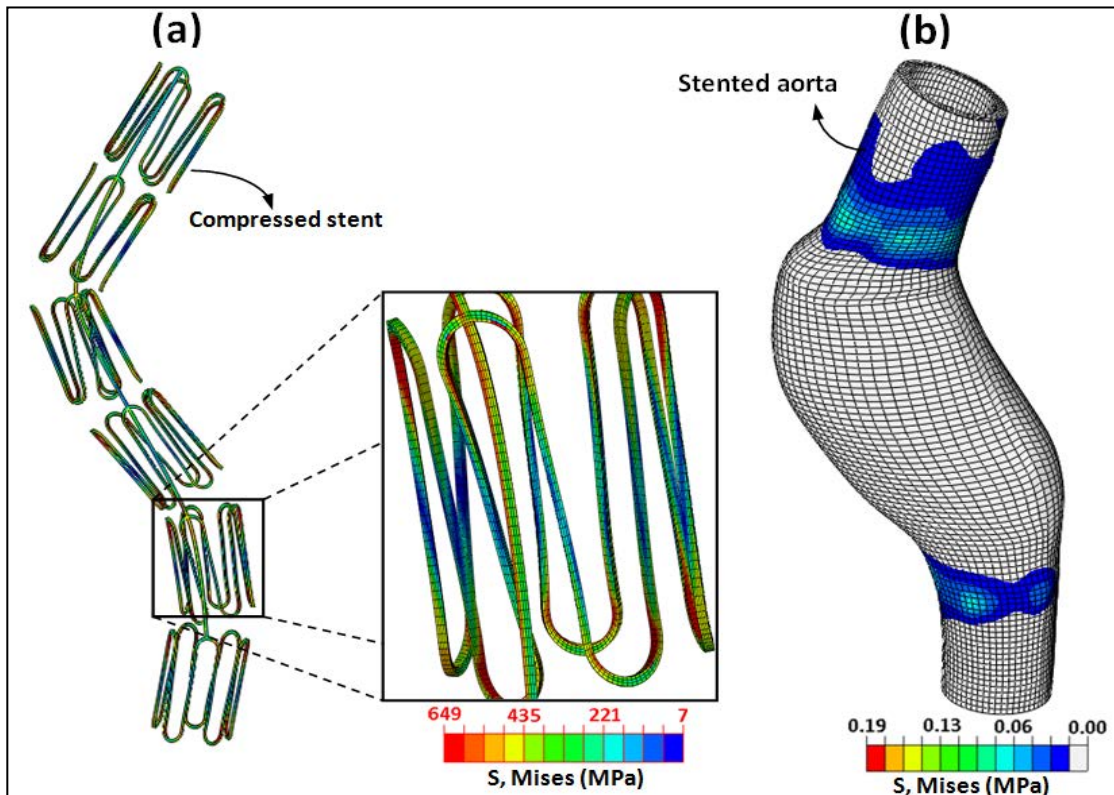 (a)
(b)
Stented aorta
Compressed stent
649 435 221 7
S, Mises (MPa)
0.19 0.13 0.06 0.00
S, Mises (MPa)